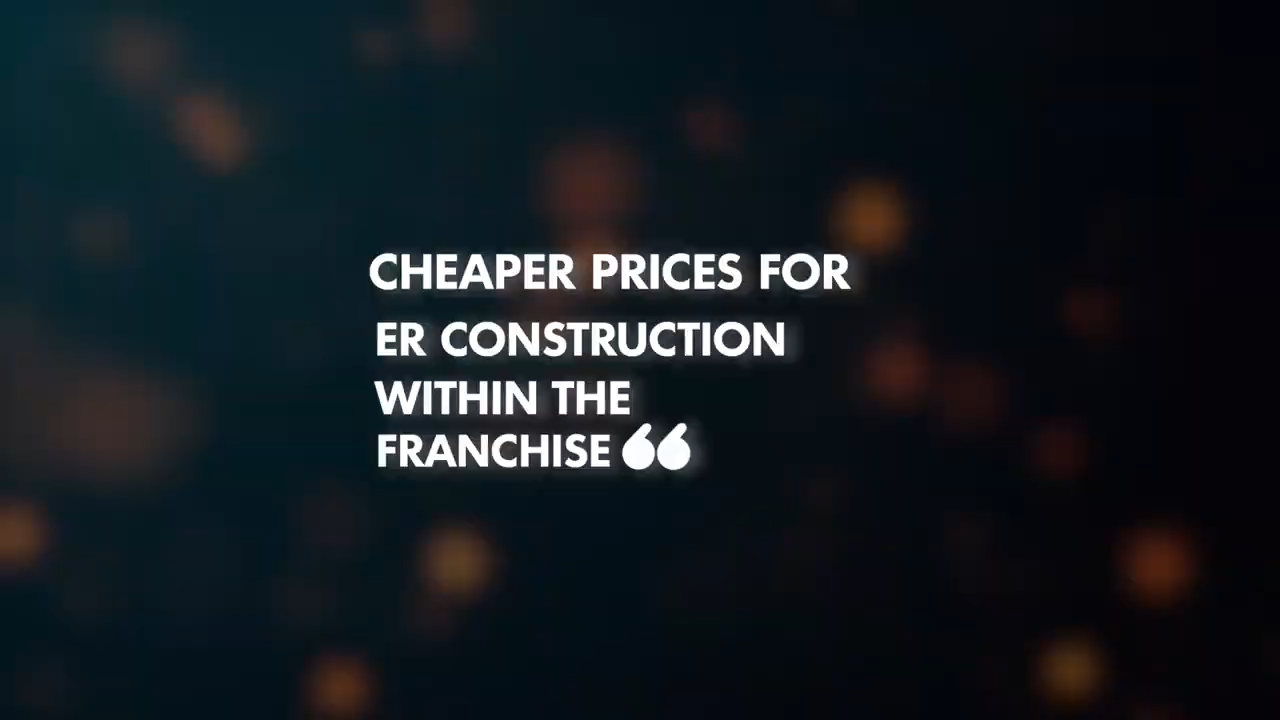 CHEAPER PRICES FOR
ER CONSTRUCTION
WITHIN THE
FRANCHISE “